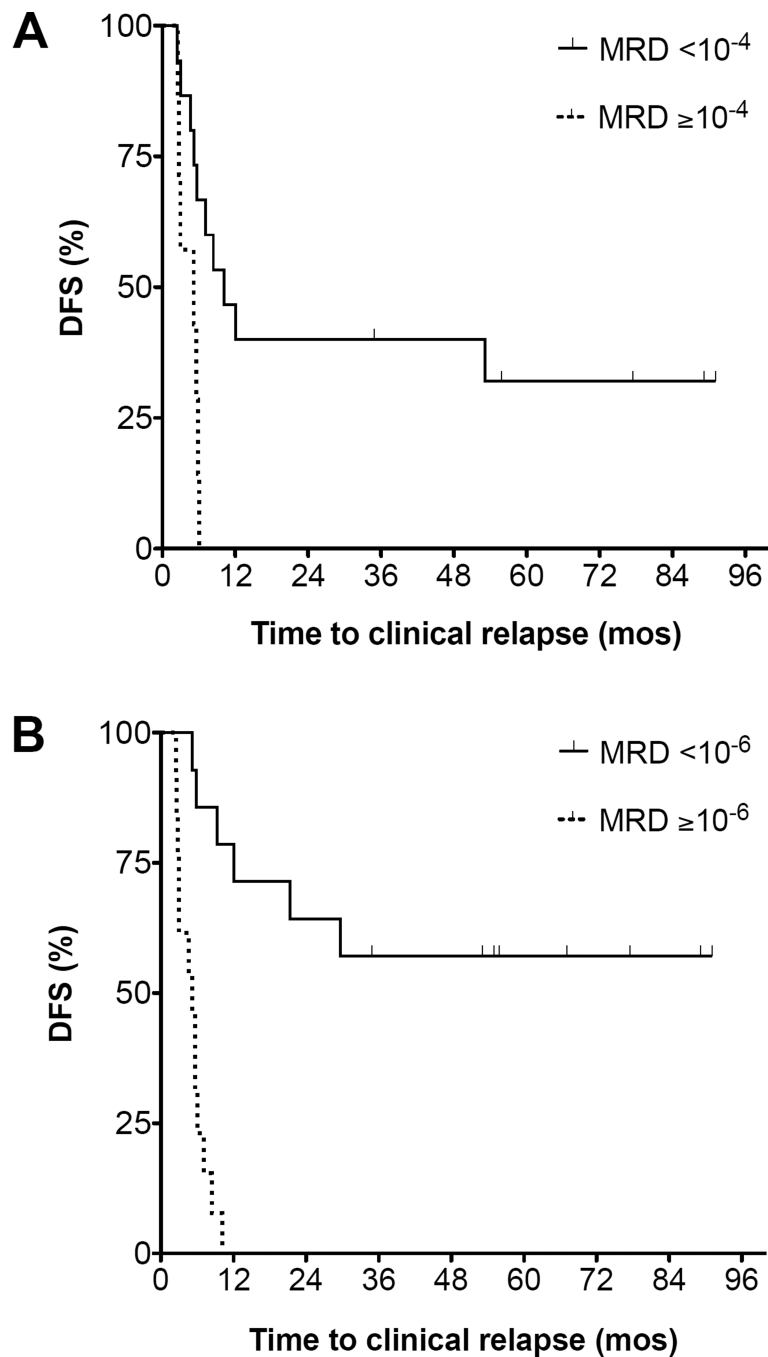 A
100
75
50
25
0
DFS (%)
MRD <10⁻⁴
MRD ≥10⁻⁴
0 12 24 36 48 60 72 84 96
Time to clinical relapse (mos)
B
100
75
50
25
0
DFS (%)
MRD <10⁻⁶
MRD ≥10⁻⁶
0 12 24 36 48 60 72 84 96
Time to clinical relapse (mos)